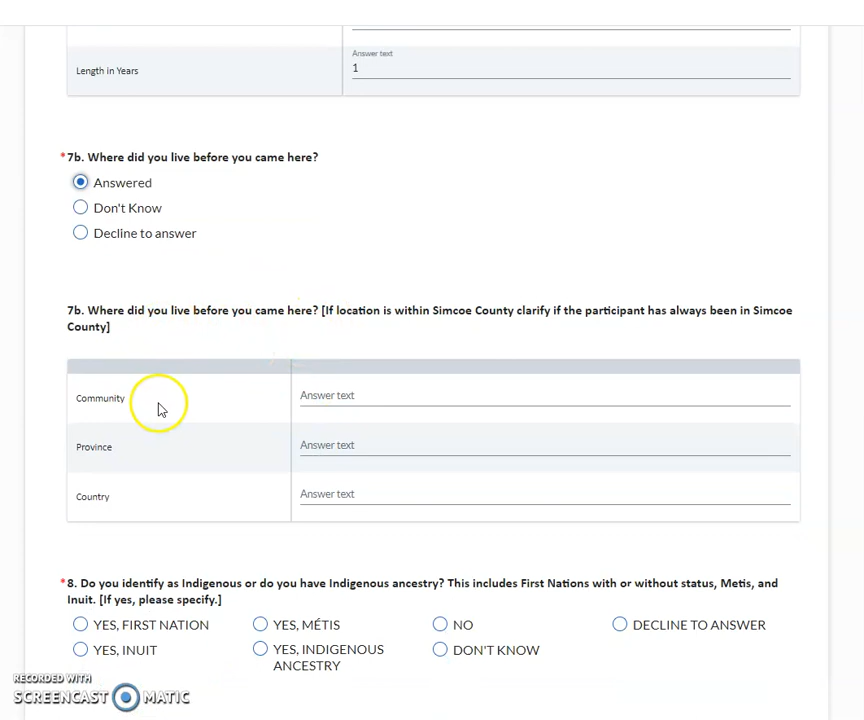 Answer text
Length in Years
1
*7b. Where did you live before you came here?
Answered
Don't Know
Decline to answer
7b. Where did you live before you came here? [If location is within Simcoe County clarify if the participant has always been in Simcoe
County]
Community
Answer text
Province
Answer text
Country
Answer text
*8. Do you identify as Indigenous or do you have Indigenous ancestry? This includes First Nations with or without status, Metis, and
Inuit. [If yes, please specify.]
YES, FIRST NATION
YES, MÉTIS
NO
DECLINE TO ANSWER
YES, INUIT
YES, INDIGENOUS
ANCESTRY
DON'T KNOW
RECORDED WITH
SCREENCAST MATIC